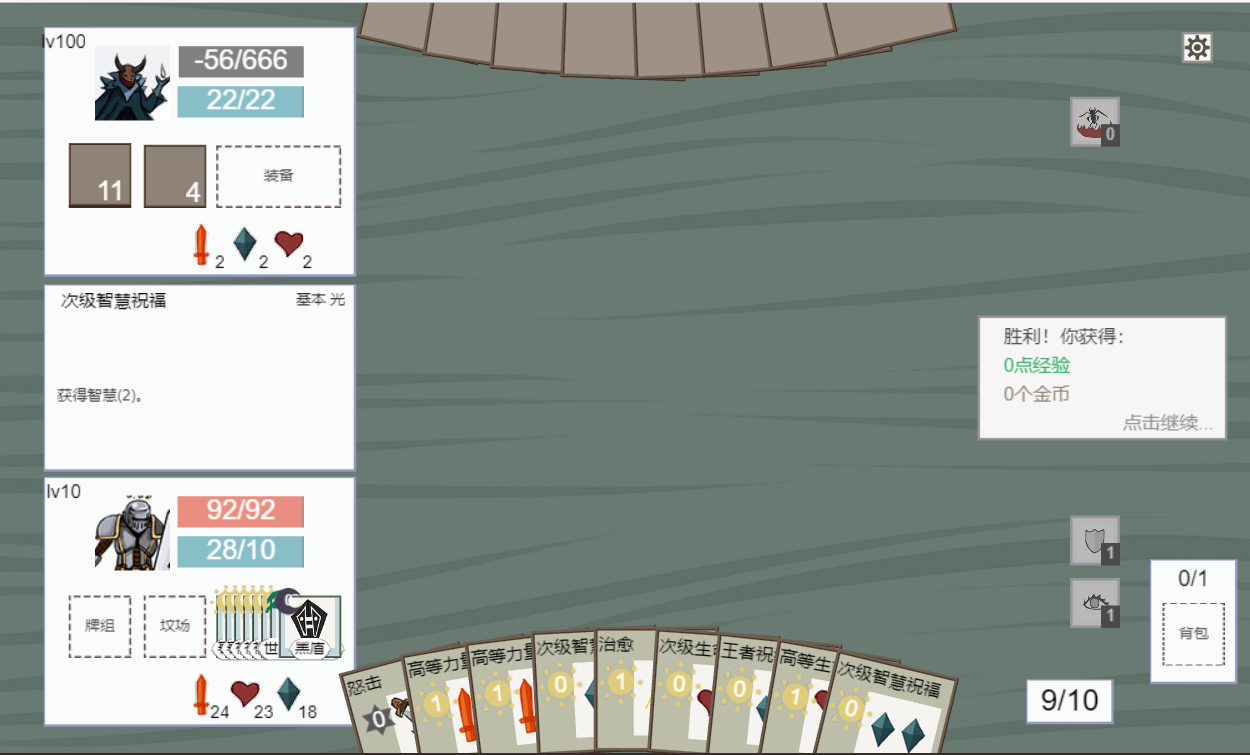 lv100
-56/666
22/22
11
4
装备
2
2
2
0
次级智慧祝福
基本 光
获得智慧(2)。
胜利！你获得：
0点经验
0个金币
点击继续...
lv10
92/92
28/10
牌组
坟场
世
黑盾
24
23
18
1
1
0/1
背包
9/10
怒击
0
高等力量
1
高等力量
1
次级智
0
治愈
1
次级生
0
王者祝
0
高等生
1
次级智慧祝福
0